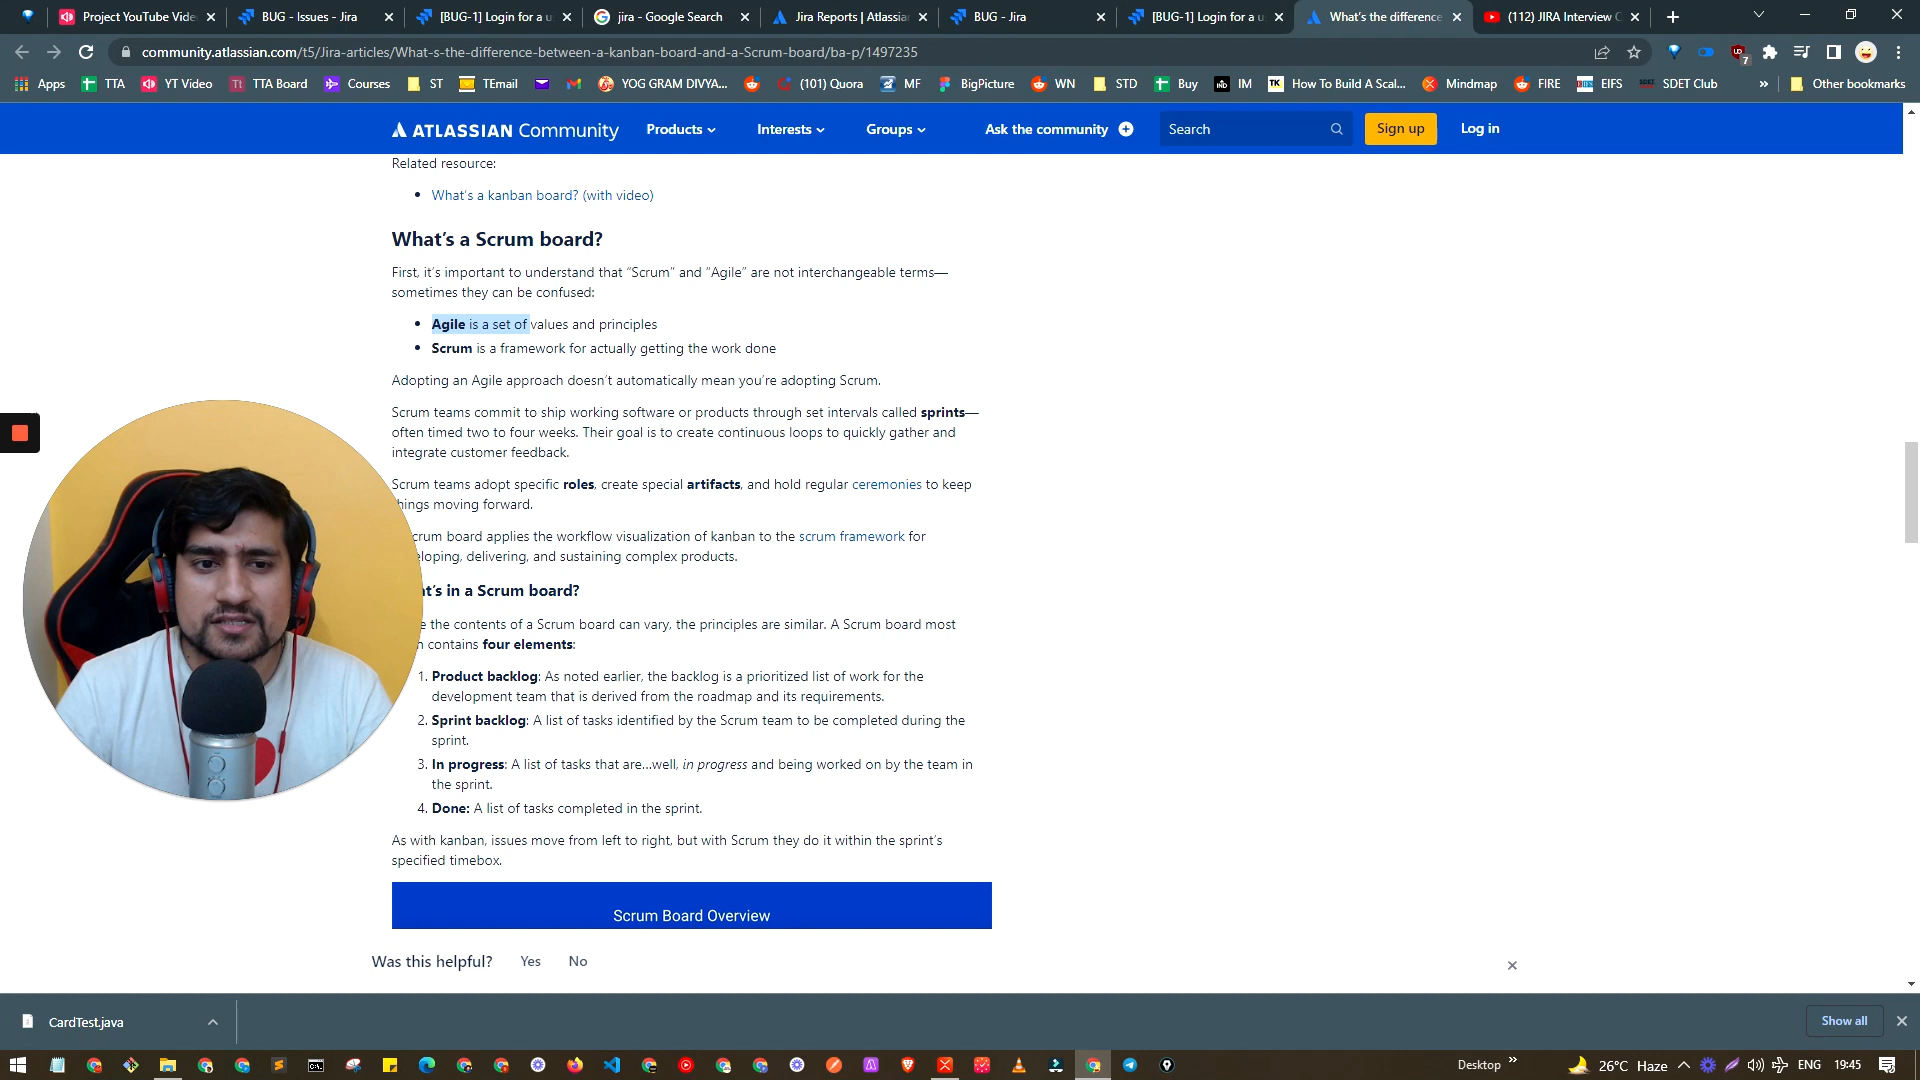 Project YouTube Vide
BUG - Issues - Jira
[BUG-1] Login for a u
jira - Google Search
Jira Reports | Atlassia
BUG - Jira
[BUG-1] Login for a u
What's the difference
(112) JIRA Interview Q
community.atlassian.com/t5/Jira-articles/What-s-the-difference-between-a-kanban-board-and-a-Scrum-board/ba-p/1497235
7
Apps
TTA
YT Video
TTA Board
Courses
ST
TEmail
YOG GRAM DIVYA...
(101) Quora
MF
BigPicture
WN
STD
Buy
IM
How To Build A Scal...
Mindmap
FIRE
EIFS
SDET Club
Other bookmarks
ATLASSIAN Community
Products
Interests
Groups
Ask the community
Search
Sign up
Log in
Related resource:
What's a kanban board? (with video)
What's a Scrum board?
First, it's important to understand that “Scrum” and “Agile” are not interchangeable terms—
sometimes they can be confused:
Agile is a set of values and principles
Scrum is a framework for actually getting the work done
Adopting an Agile approach doesn't automatically mean you're adopting Scrum.
Scrum teams commit to ship working software or products through set intervals called sprints—
often timed two to four weeks. Their goal is to create continuous loops to quickly gather and
integrate customer feedback.
Scrum teams adopt specific roles, create special artifacts, and hold regular ceremonies to keep
hings moving forward.
crum board applies the workflow visualization of kanban to the scrum framework for
loping, delivering, and sustaining complex products.
t's in a Scrum board?
e the contents of a Scrum board can vary, the principles are similar. A Scrum board most
n contains four elements:
1. Product backlog: As noted earlier, the backlog is a prioritized list of work for the
development team that is derived from the roadmap and its requirements.
2. Sprint backlog: A list of tasks identified by the Scrum team to be completed during the
sprint.
3. In progress: A list of tasks that are...well, in progress and being worked on by the team in
the sprint.
4. Done: A list of tasks completed in the sprint.
As with kanban, issues move from left to right, but with Scrum they do it within the sprint's
specified timebox.
Scrum Board Overview
Was this helpful?
Yes
No
CardTest.java
Show all
Desktop
26°C Haze
ENG
19:45